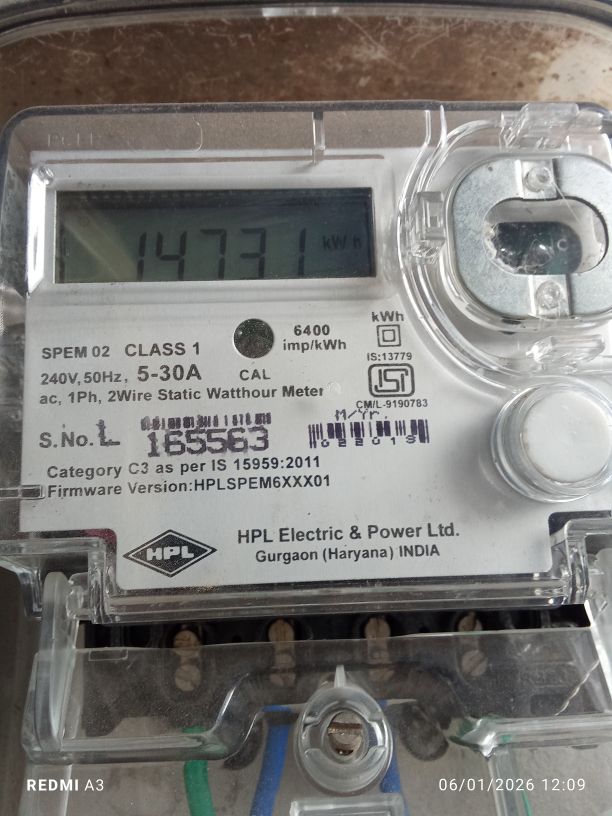 14731 kWh
6400
imp/kWh
kWh
SPEM 02 CLASS 1
CAL
IS:13779
240V,50Hz, 5-30A
ac, 1Ph, 2Wire Static Watthour Meter
CM/L-9190783
M/Yr.
S.No. L 165563
022019
Category C3 as per IS 15959:2011
Firmware Version:HPLSPEM6XXX01
HPL
HPL Electric & Power Ltd.
Gurgaon (Haryana) INDIA
REDMI A3
06/01/2026 12:09